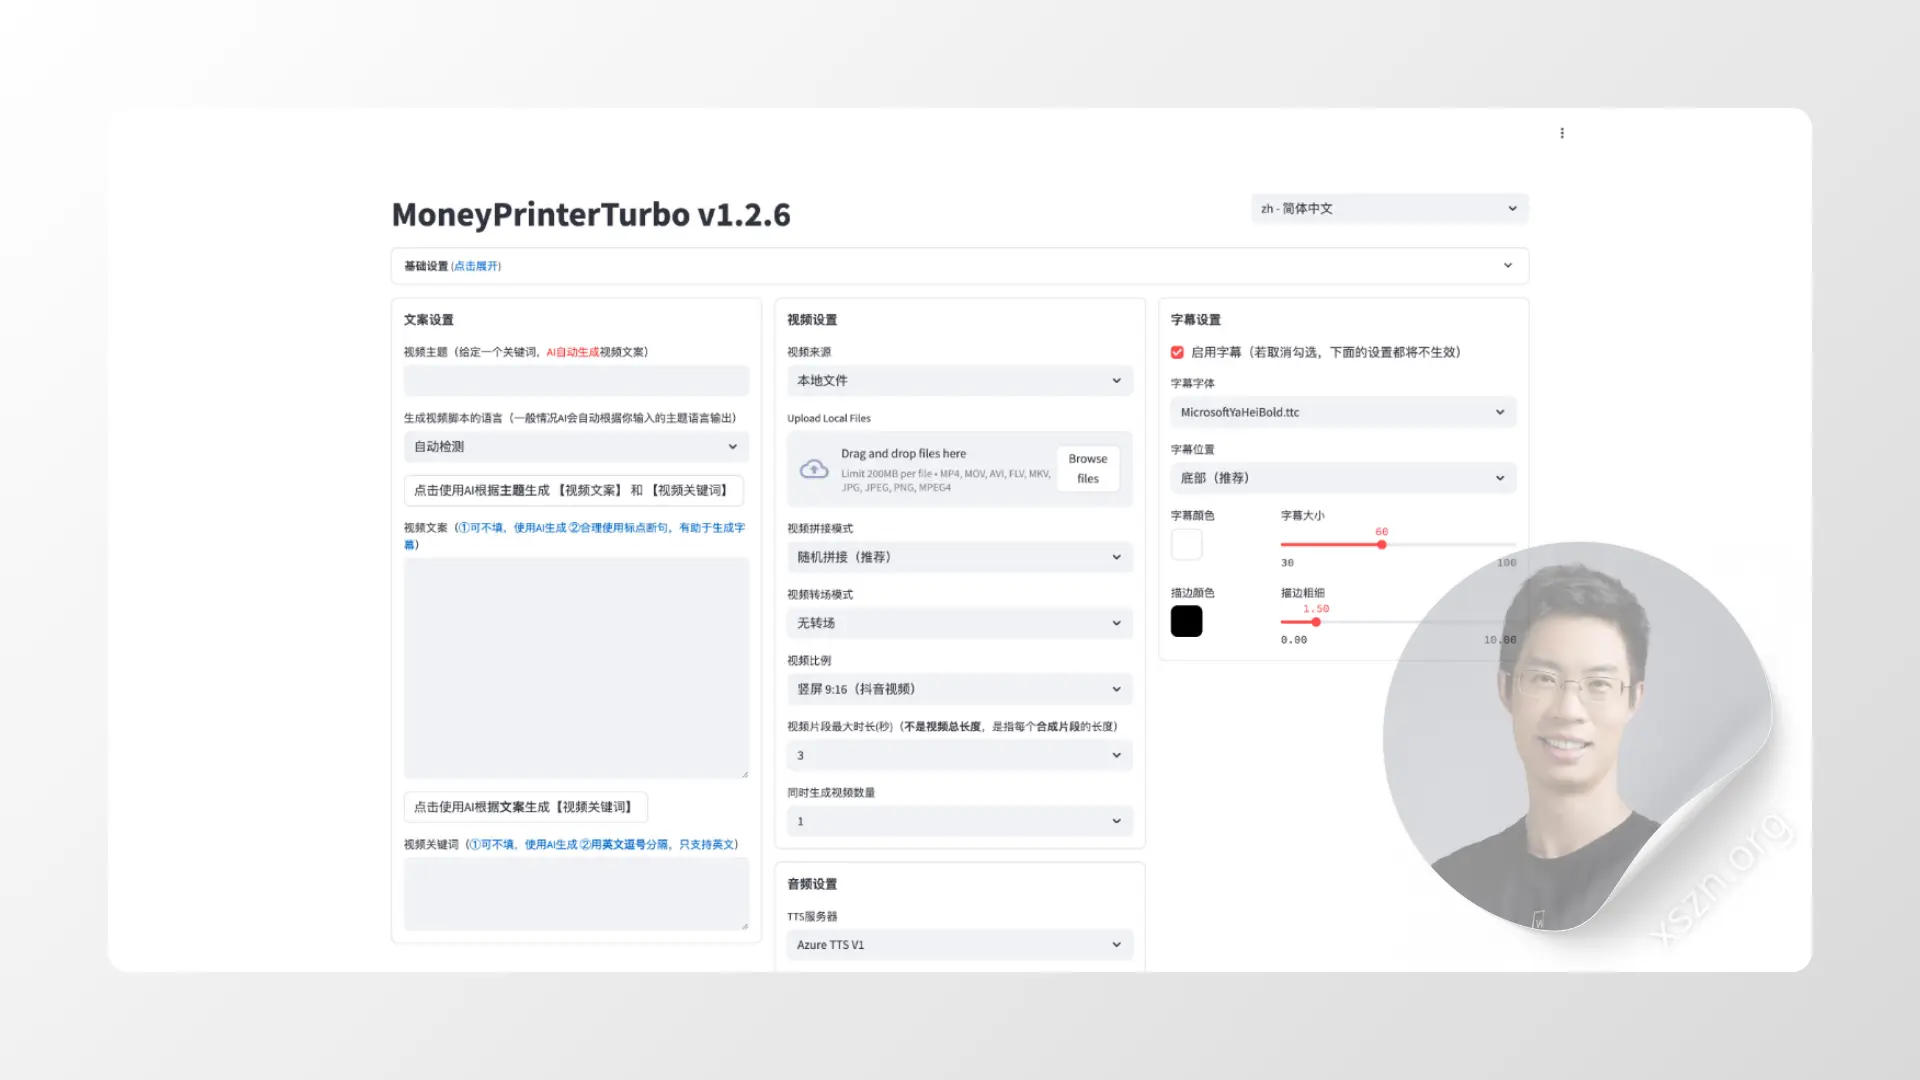 MoneyPrinterTurbo v1.2.6
zh - 简体中文
基础设置 (点击展开)
文案设置
视频主题（给定一个关键词，AI自动生成视频文案）
生成视频脚本的语言（一般情况AI会自动根据你输入的主题语言输出）
自动检测
点击使用AI根据主题生成 【视频文案】 和 【视频关键词】
视频文案（①可不填，使用AI生成 ②合理使用标点断句，有助于生成字
幕）
点击使用AI根据文案生成【视频关键词】
视频关键词（①可不填，使用AI生成 ②用英文逗号分隔，只支持英文）
视频设置
视频来源
本地文件
Upload Local Files
Drag and drop files here
Limit 200MB per file • MP4, MOV, AVI, FLV, MKV,
JPG, JPEG, PNG, MPEG4
Browse
files
视频拼接模式
随机拼接（推荐）
视频转场模式
无转场
视频比例
竖屏 9:16（抖音视频）
视频片段最大时长(秒)（不是视频总长度，是指每个合成片段的长度）
3
同时生成视频数量
1
音频设置
TTS服务器
Azure TTS V1
字幕设置
启用字幕（若取消勾选，下面的设置都将不生效）
字幕字体
MicrosoftYaHeiBold.ttc
字幕位置
底部（推荐）
字幕颜色
字幕大小
60
30
100
描边颜色
描边粗细
1.50
0.00
10.00
xszn.org